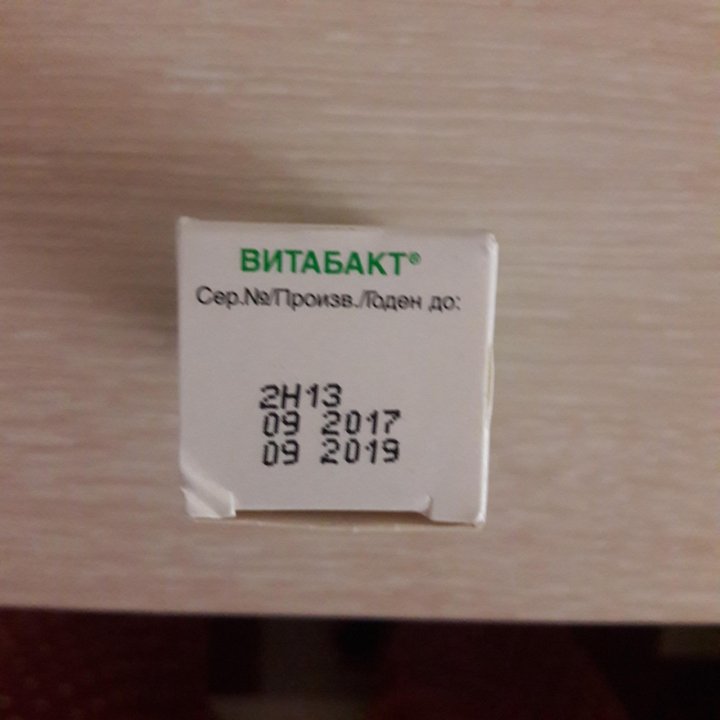 ВИТАБАКТ®
Сер.№/Произв./Годен до:
2H13
09 2017
09 2019